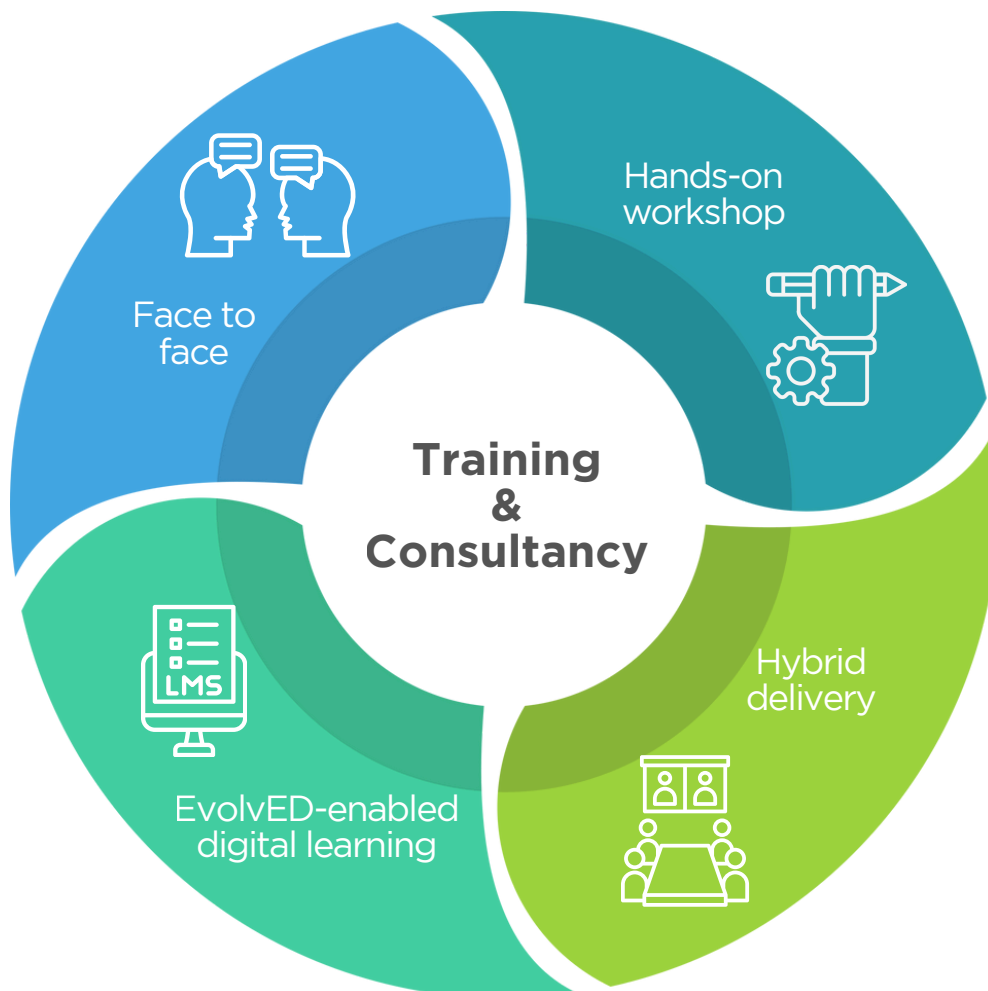 Hands-on
workshop
Face to
face
Training
&
Consultancy
Hybrid
delivery
LMS
EvolvED-enabled
digital learning